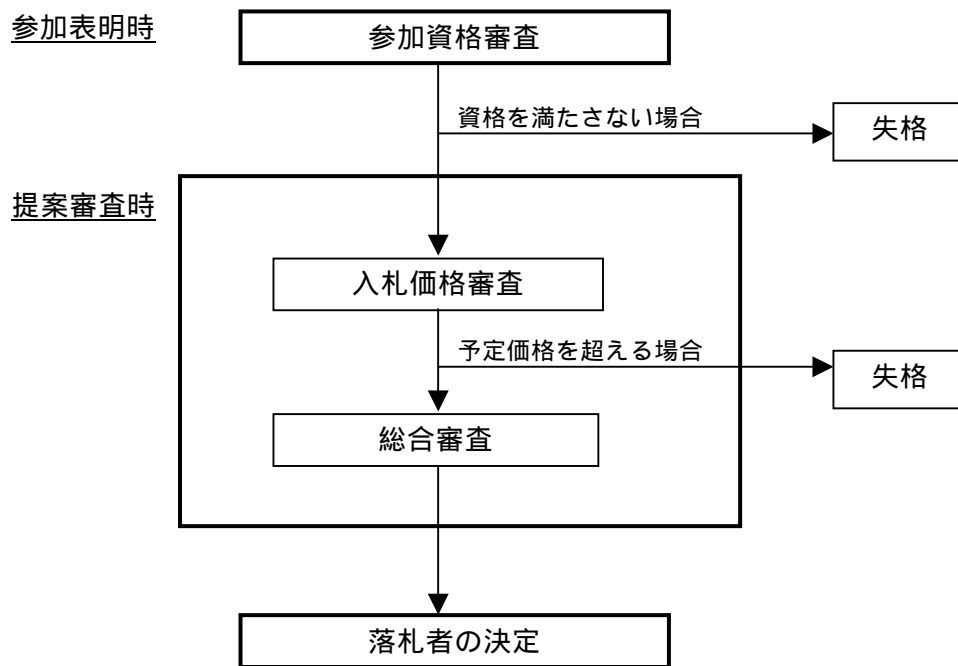 参加表明時
参加資格審査
資格を満たさない場合
失格
提案審査時
入札価格審査
予定価格を超える場合
失格
総合審査
落札者の決定